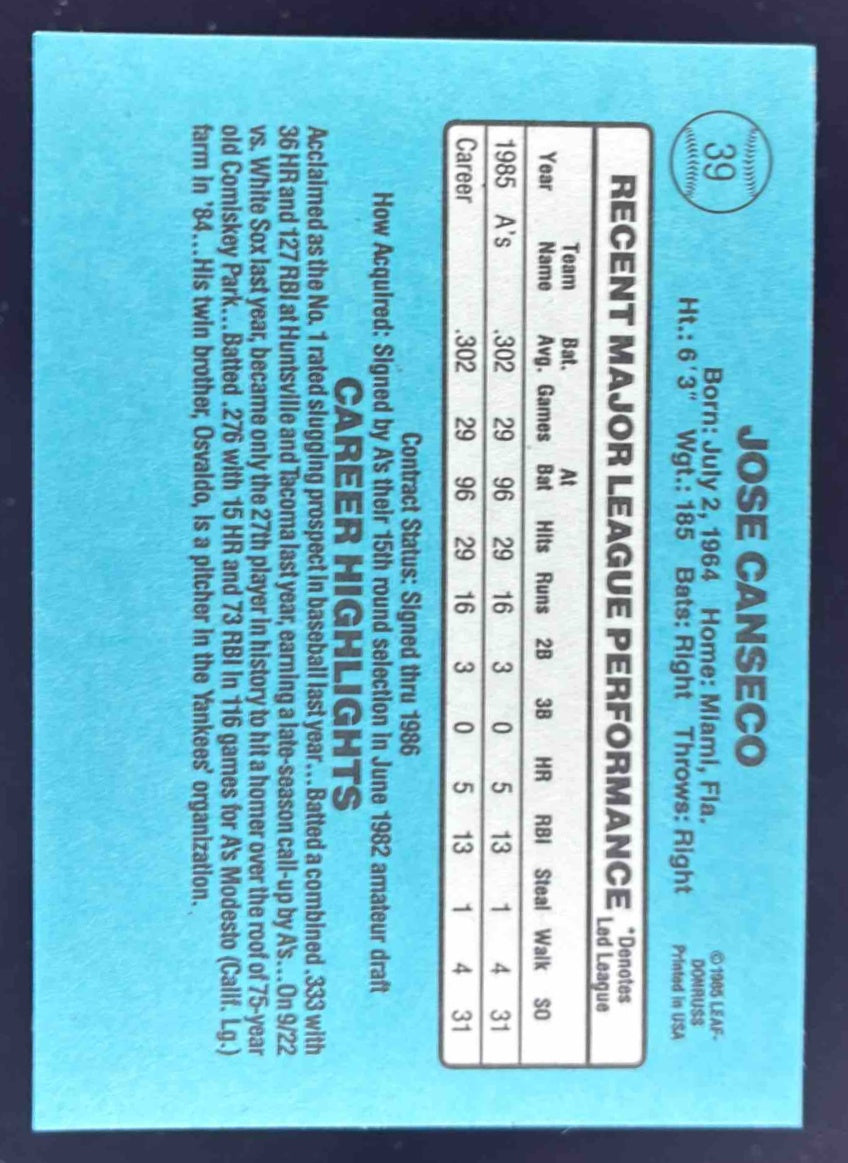 39
JOSE CANSECO
Born: July 2, 1964 Home: Miami, Fla.
Ht.: 6'3" Wgt.: 185 Bats: Right Throws: Right
©1985 LEAF-
DONRUSS
Printed in USA
RECENT MAJOR LEAGUE PERFORMANCE
*Denotes
Led League
Year Team Name Bat. Avg. Games At Bat Hits Runs 2B 3B HR RBI Steal Walk SO
1985 A's .302 29 96 29 16 3 0 5 13 1 4 31
Career .302 29 96 29 16 3 0 5 13 1 4 31
Contract Status: Signed thru 1986
How Acquired: Signed by A's their 15th round selection in June 1982 amateur draft
CAREER HIGHLIGHTS
Acclaimed as the No. 1 rated slugging prospect in baseball last year...Batted a combined .333 with
36 HR and 127 RBI at Huntsville and Tacoma last year, earning a late-season call-up by A's...On 9/22
vs. White Sox last year, became only the 27th player in history to hit a homer over the roof of 75-year
old Comiskey Park...Batted .276 with 15 HR and 73 RBI in 116 games for A's Modesto (Calif. Lg.)
farm in '84...His twin brother, Osvaldo, is a pitcher in the Yankees' organization.